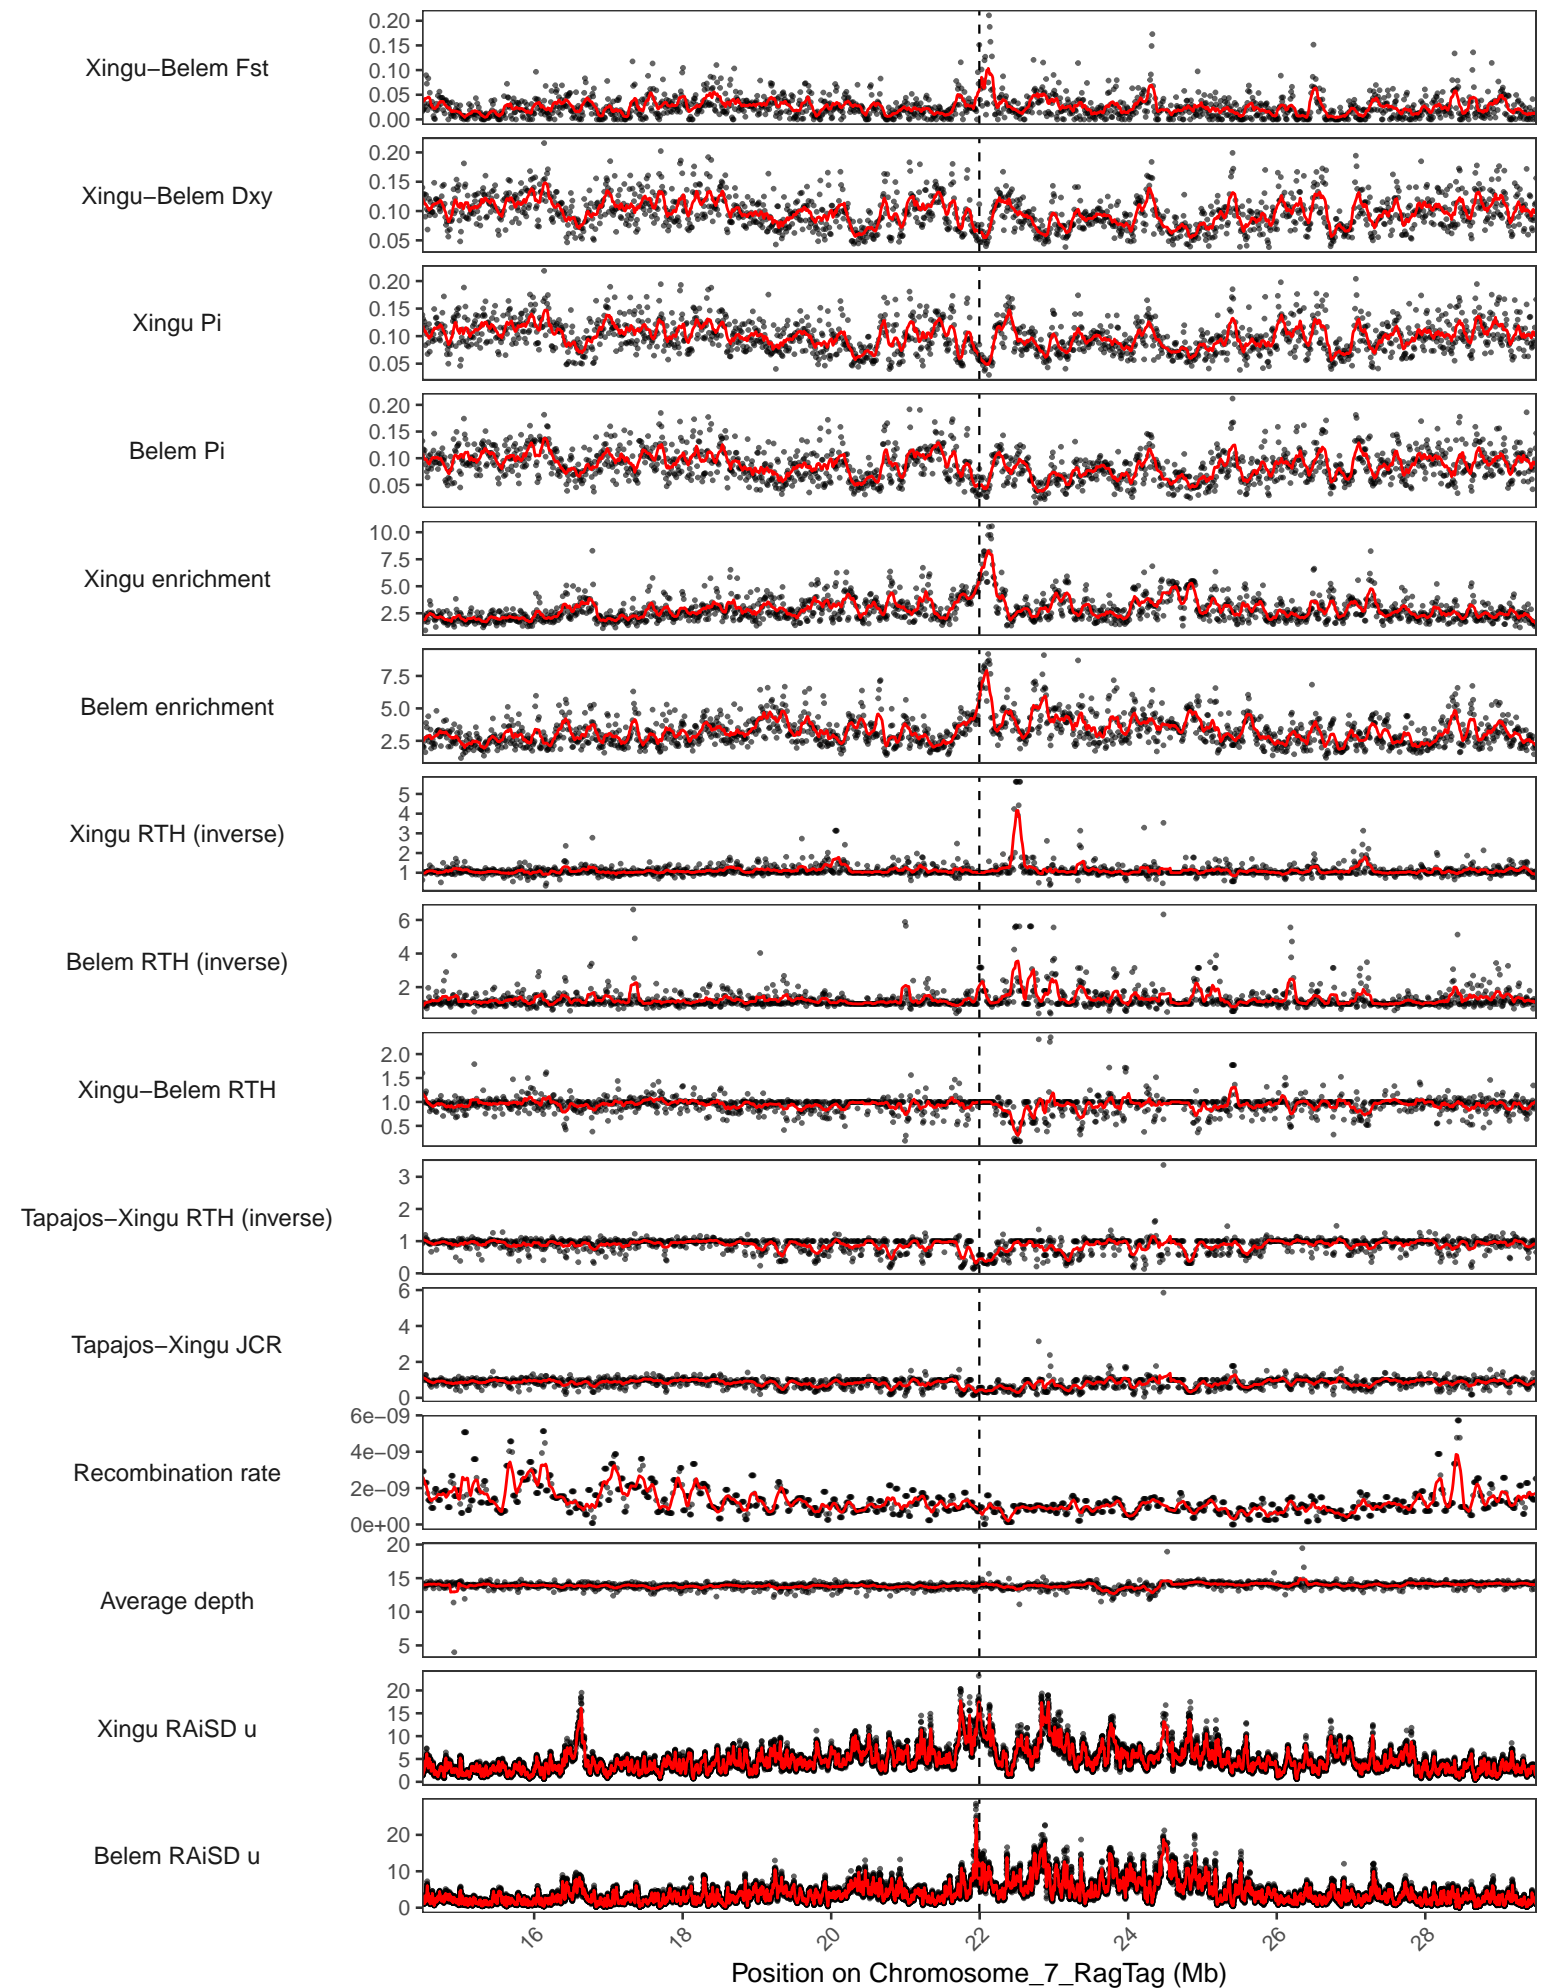 Xingu−Belem Fst
0.20
0.15
0.10
0.05
0.00
Xingu−Belem Dxy
0.20
0.15
0.10
0.05
Xingu Pi
0.20
0.15
0.10
0.05
Belem Pi
0.20
0.15
0.10
0.05
Xingu enrichment
10.0
7.5
5.0
2.5
Belem enrichment
7.5
5.0
2.5
Xingu RTH (inverse)
5
4
3
2
1
Belem RTH (inverse)
6
4
2
Xingu−Belem RTH
2.0
1.5
1.0
0.5
Tapajos−Xingu RTH (inverse)
3
2
1
0
Tapajos−Xingu JCR
6
4
2
0
Recombination rate
6e−09
4e−09
2e−09
0e+00
Average depth
20
15
10
5
Xingu RAiSD u
20
15
10
5
0
Belem RAiSD u
20
10
0
16 18 20 22 24 26 28
Position on Chromosome_7_RagTag (Mb)